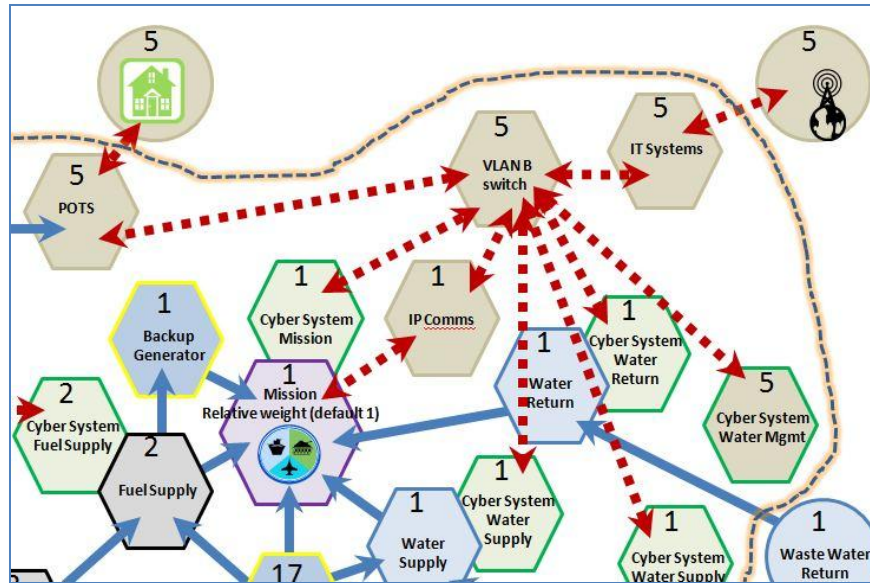 5
5
5
5
VLAN B
switch
5
IT Systems
5
POTS
1
Cyber System
Mission
1
IP Comms
1
Backup
Generator
1
Mission
Relative weight (default 1)
1
Water
Return
1
Cyber System
Water
Return
5
Cyber System
Water Mgmt
2
Cyber System
Fuel Supply
2
Fuel Supply
1
Water
Supply
1
Cyber System
Water
Supply
1
Cyber System
Water Supply
1
Waste Water
Return
17